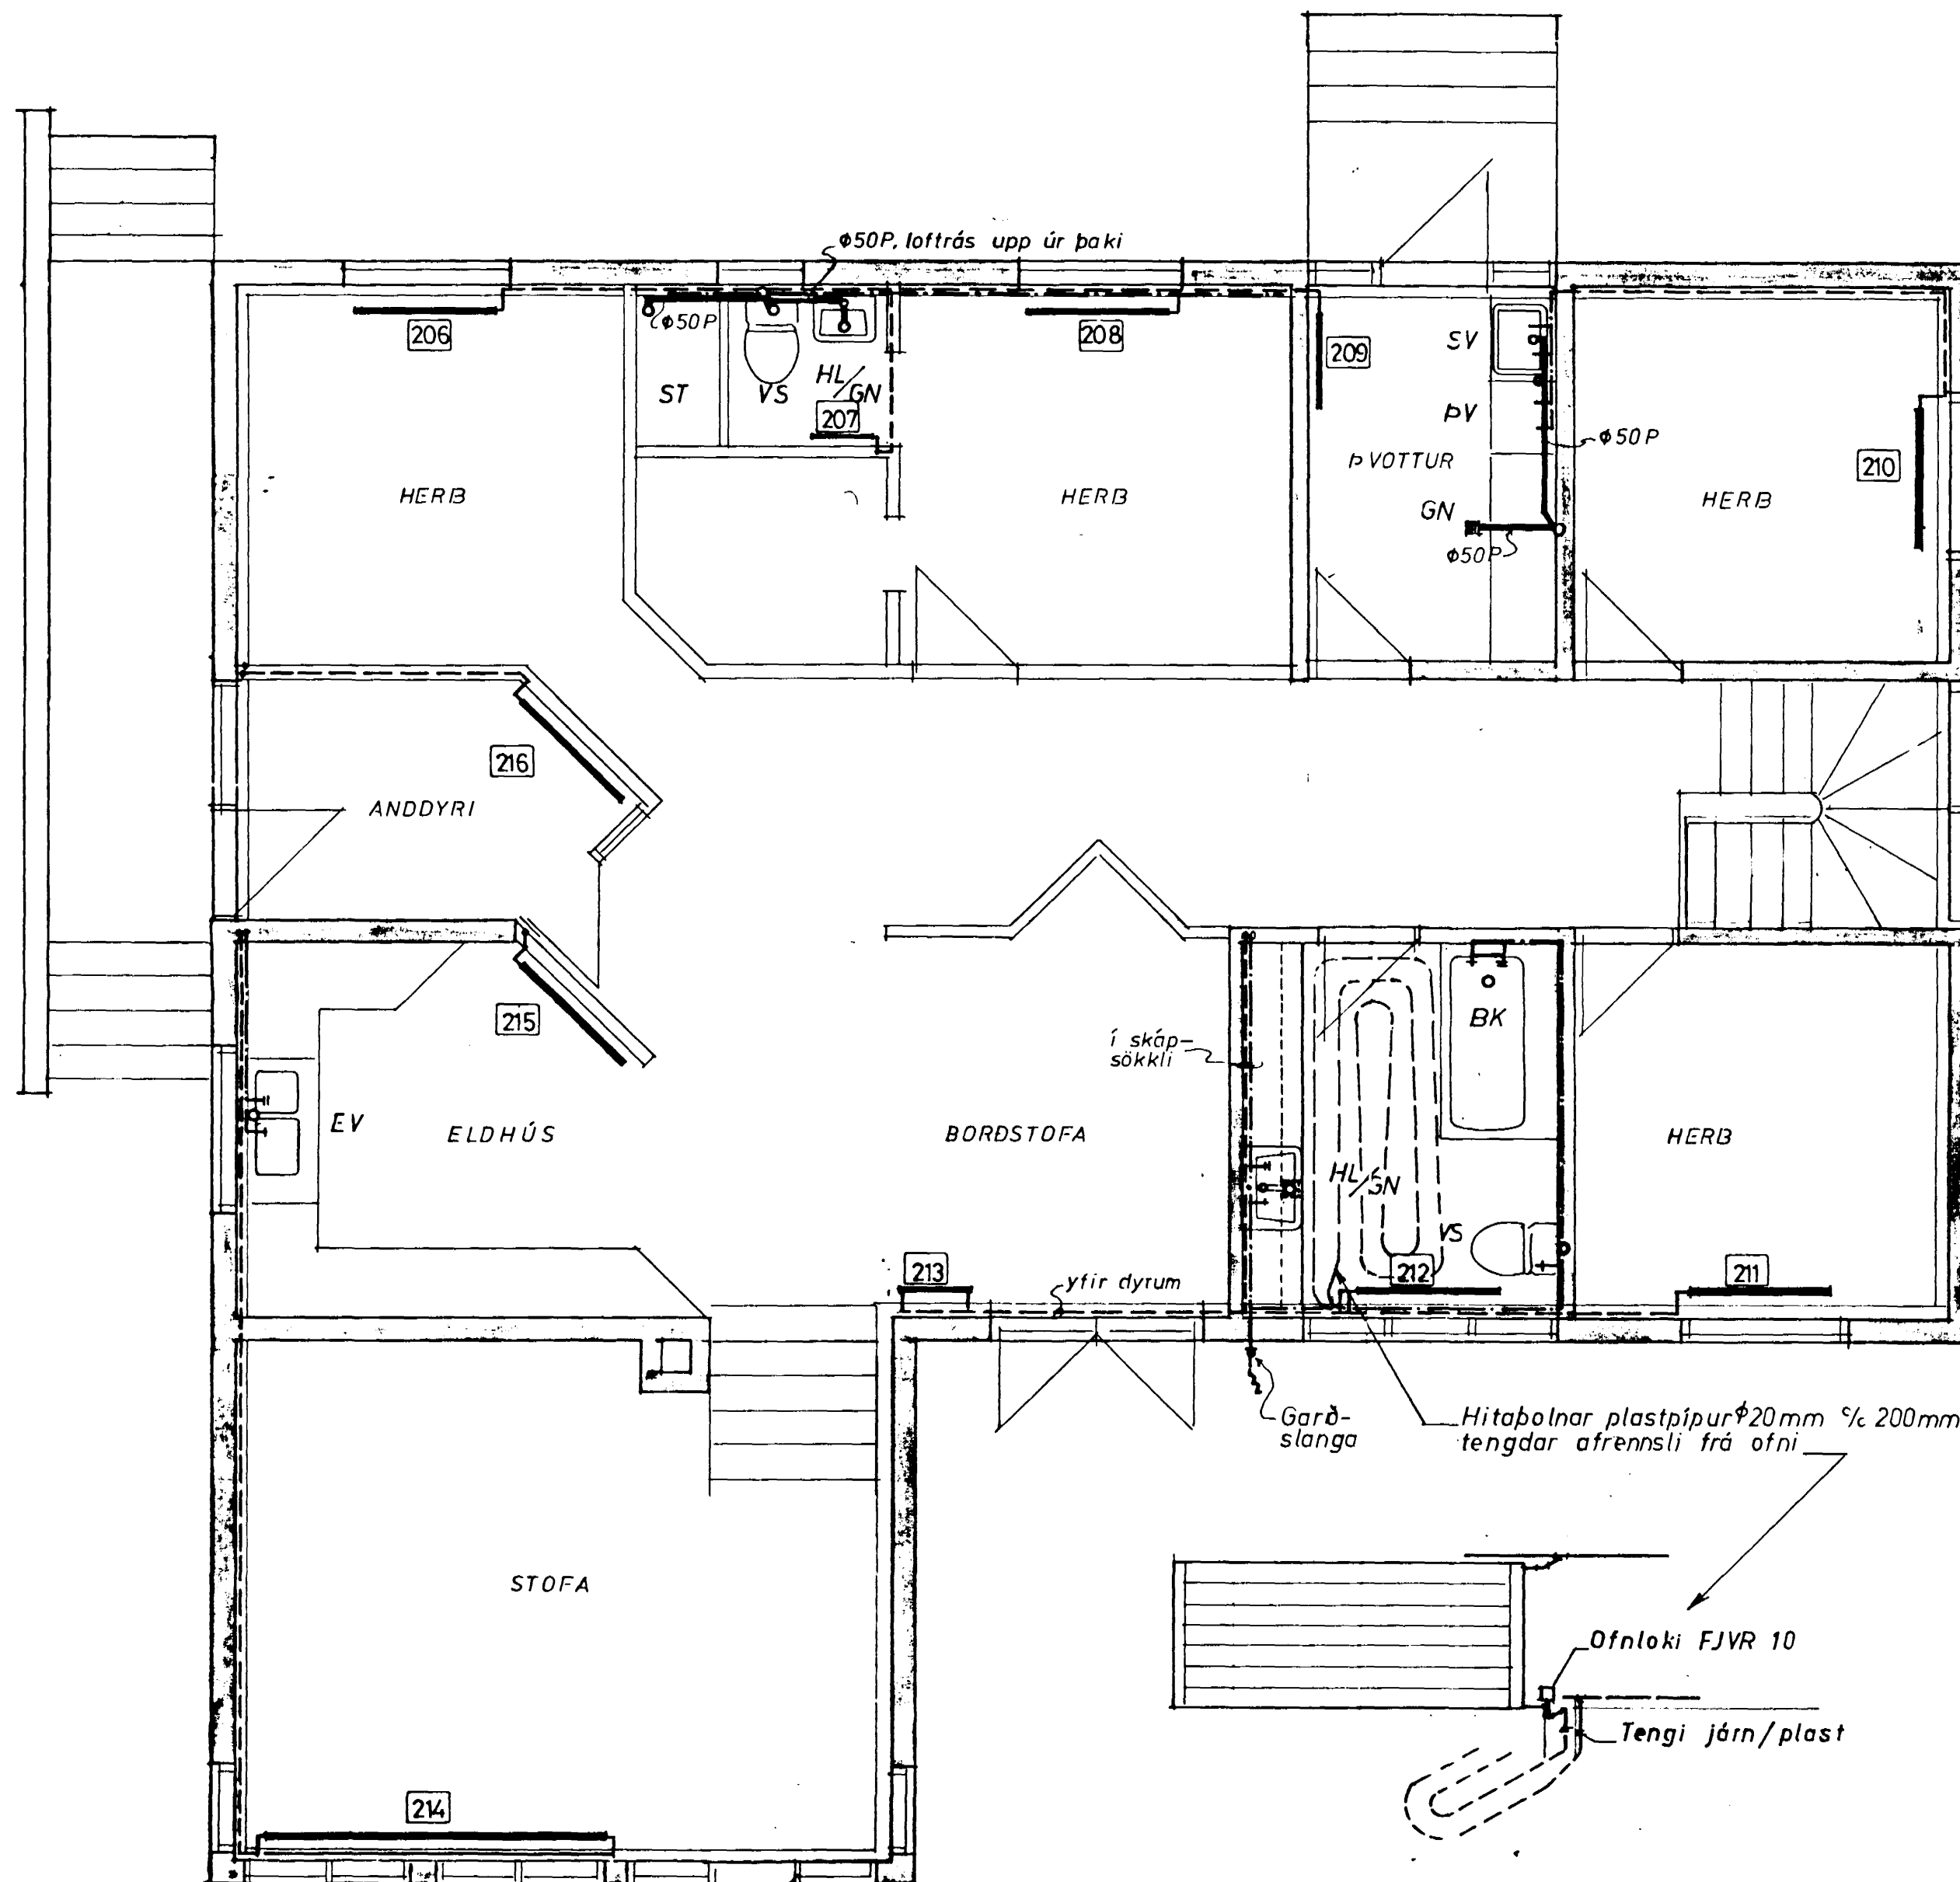 φ50P, loftrás upp úr þaki
206
φ50P
208
209
SV
ST
VS
HL/GN
207
ÞV
φ50P
ÞVOTTUR
210
HERB
HERB
HERB
GN
φ50P
216
ANDDYRI
215
BK
í skáp-
sökkli
EV
ELDHÚS
BORÐSTOFA
HERB
HL/GN
VS
213
yfir dyrum
212
211
Garð-
slanga
Hitaþolnar plastpípur φ20mm c/c 200mm
tengdar afrennsli frá ofni
STOFA
Ofnloki FJVR 10
Tengi járn/plast
214